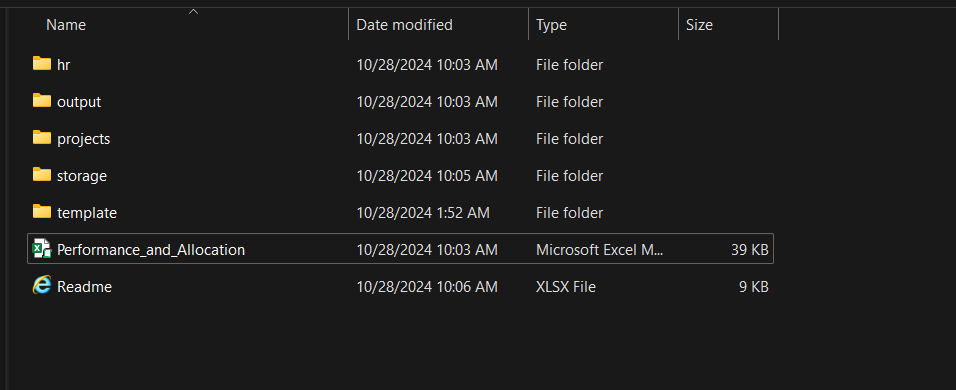 Name Date modified Type Size
hr 10/28/2024 10:03 AM File folder
output 10/28/2024 10:03 AM File folder
projects 10/28/2024 10:03 AM File folder
storage 10/28/2024 10:05 AM File folder
template 10/28/2024 1:52 AM File folder
Performance_and_Allocation 10/28/2024 10:03 AM Microsoft Excel M... 39 KB
Readme 10/28/2024 10:06 AM XLSX File 9 KB